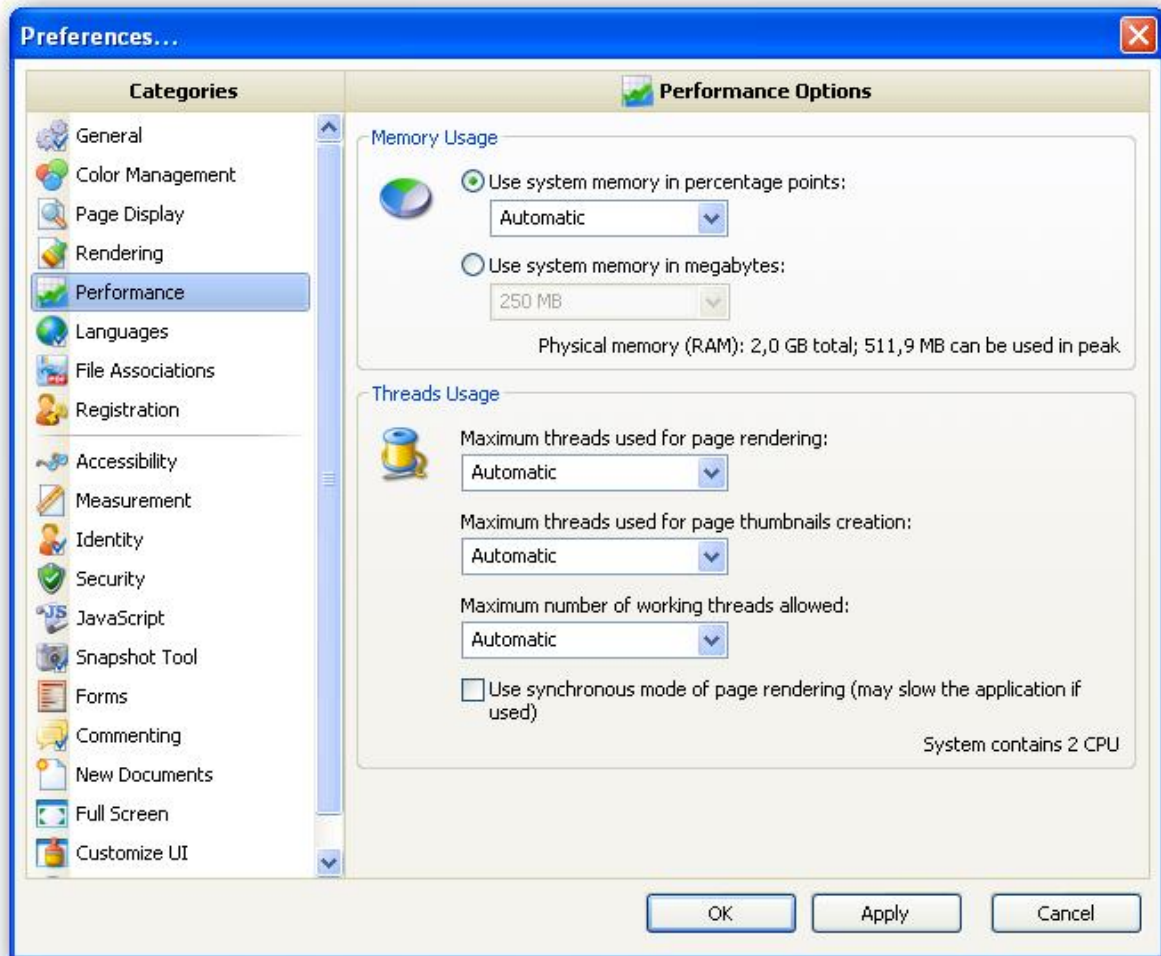 Preferences...
Categories
General
Color Management
Page Display
Rendering
Performance
Languages
File Associations
Registration
Accessibility
Measurement
Identity
Security
JavaScript
Snapshot Tool
Forms
Commenting
New Documents
Full Screen
Customize UI
Performance Options
Memory Usage
Use system memory in percentage points:
Automatic
Use system memory in megabytes:
250 MB
Physical memory (RAM): 2,0 GB total; 511,9 MB can be used in peak
Threads Usage
Maximum threads used for page rendering:
Automatic
Maximum threads used for page thumbnails creation:
Automatic
Maximum number of working threads allowed:
Automatic
Use synchronous mode of page rendering (may slow the application if
used)
System contains 2 CPU
OK
Apply
Cancel